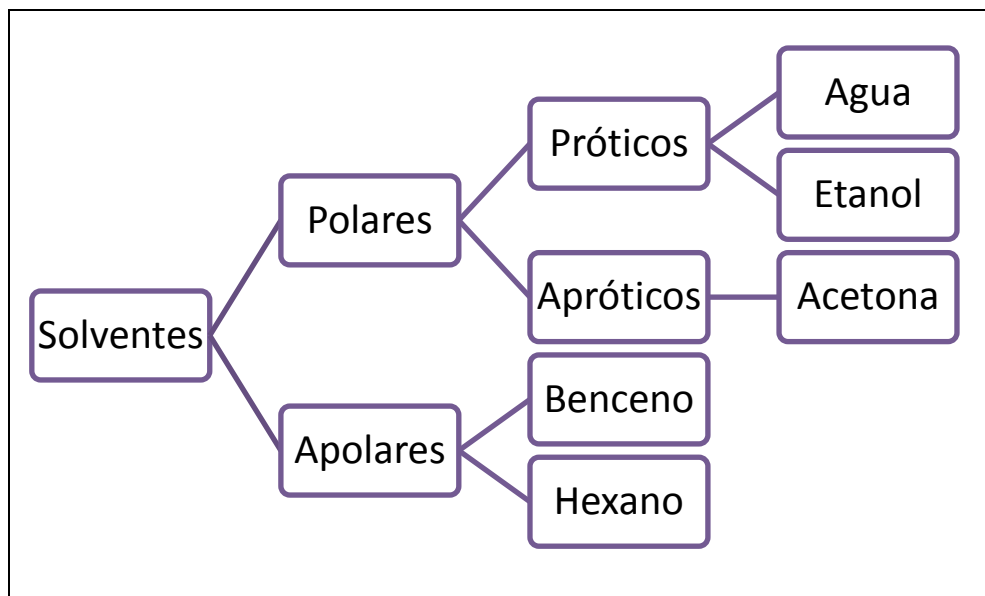 Solventes
Polares
Próticos
Agua
Etanol
Apróticos
Acetona
Apolares
Benceno
Hexano